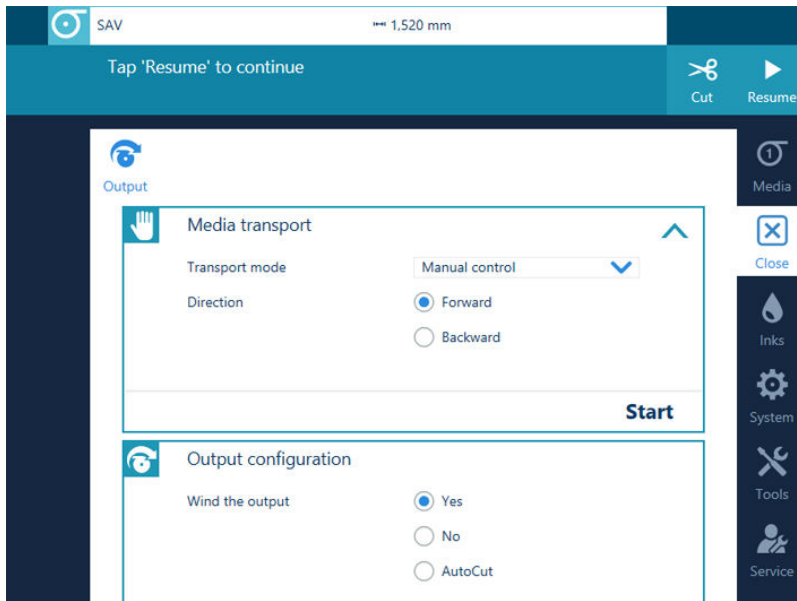 SAV 1,520 mm
Tap 'Resume' to continue
Cut
Resume
Output
1
Media
Media transport
Transport mode Manual control
Close
Direction Forward
Backward
Inks
Start
System
Output configuration
Wind the output Yes
Tools
No
AutoCut
Service